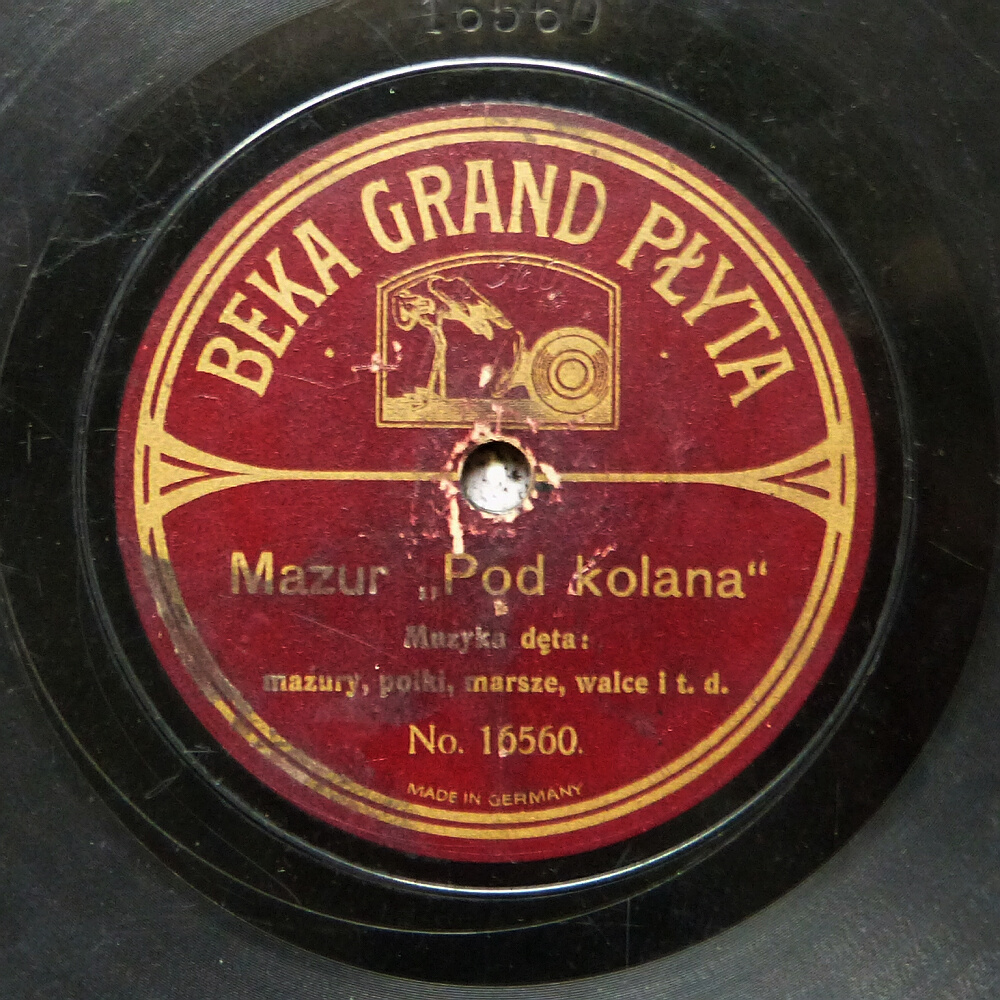 16560
BEKA GRAND PŁYTA
Mazur „Pod kolana“
Muzyka dęta:
mazury, polki, marsze, walce i t. d.
No. 16560.
MADE IN GERMANY